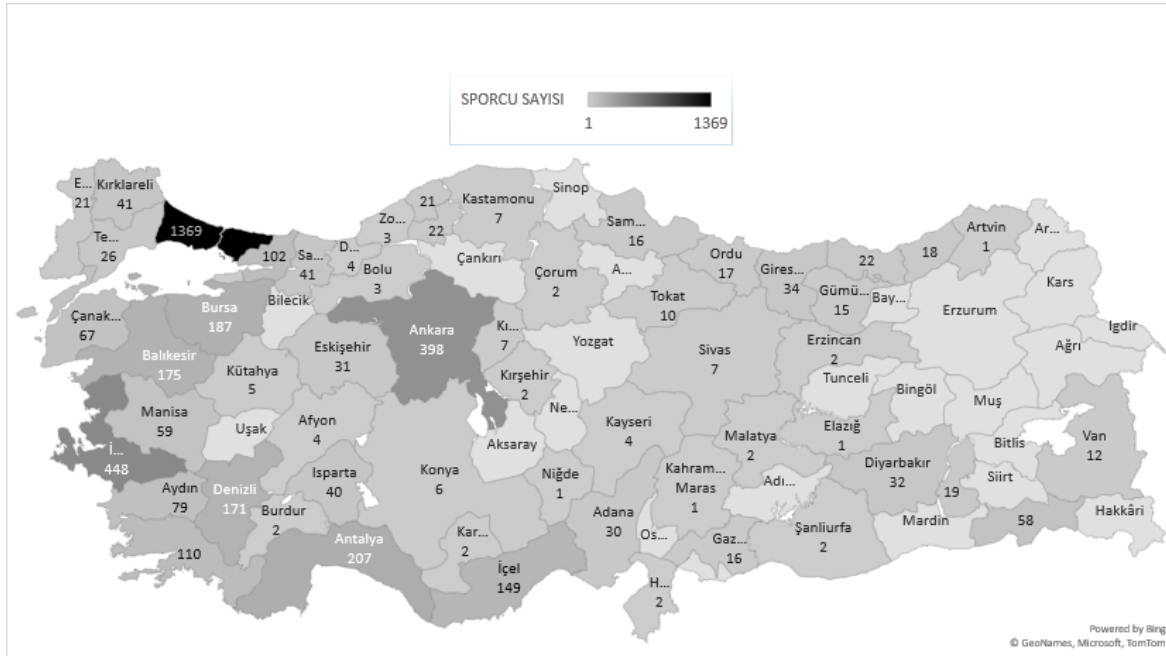 SPORCU SAYISI
1 1369
E...
21
Kırklareli
41
Te...
26
1369
102
Sa...
41
D...
4
Bolu
3
Zo...
3
21
22
Kastamonu
7
Sinop
Sam...
16
Çankırı
Çorum
2
A...
Ordu
17
Tokat
10
Gires...
34
22
Gümü...
15
18
Bay...
Artvin
1
Ar...
Kars
Erzurum
Igdir
Ağrı
Çanak...
67
Bursa
187
Bilecik
Balıkesir
175
Kütahya
5
Eskişehir
31
Ankara
398
Kı...
7
Kırşehir
2
Yozgat
Sivas
7
Erzincan
2
Tunceli
Bingöl
Muş
Manisa
59
Uşak
Afyon
4
Aksaray
Ne...
Kayseri
4
Malatya
2
Elazığ
1
Bitlis
Van
12
İ...
448
Aydın
79
Denizli
171
Isparta
40
Burdur
2
Konya
6
Niğde
1
Kahram...
Maras
1
Adı...
Diyarbakır
32
19
Siirt
110
Antalya
207
Kar...
2
İçel
149
Adana
30
Os...
Gaz...
16
Şanliurfa
2
Mardin
58
Hakkâri
H...
2
Powered by Bing
© GeoNames, Microsoft, TomTom